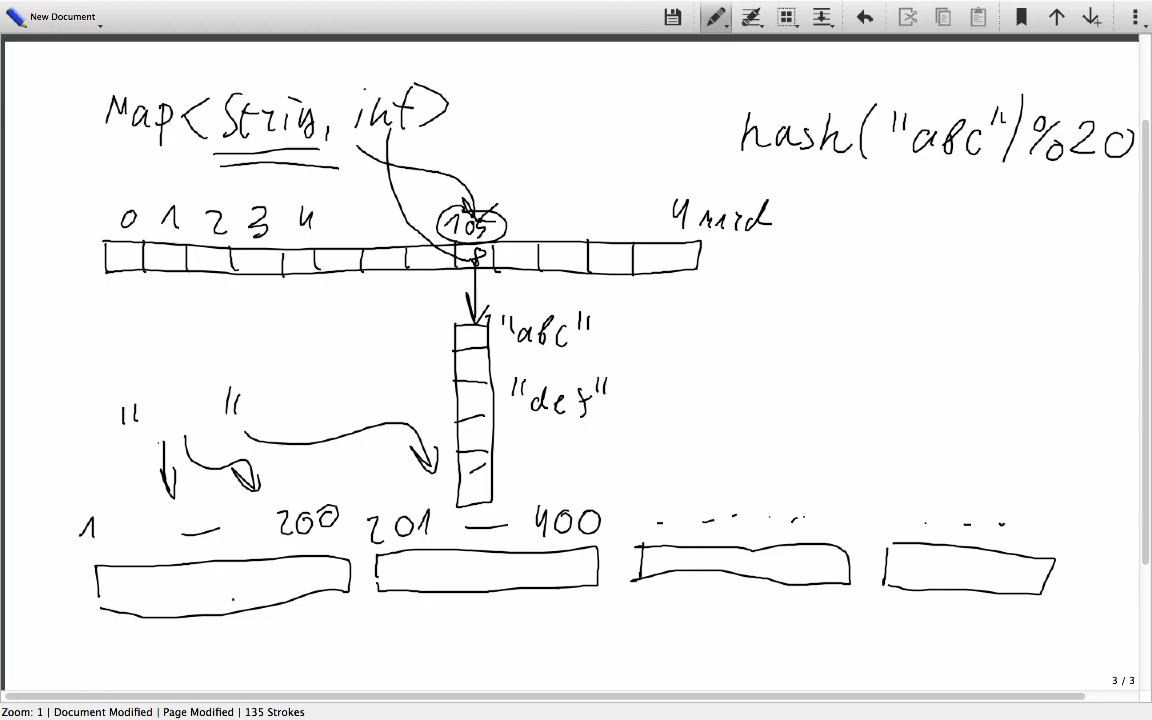 New Document
Map<String, int>
hash("abc")%20
0 1 2 3 4 105
8
"abc"
"def"
" "
1 — 200 201 — 400
3 / 3
Zoom: 1 | Document Modified | Page Modified | 135 Strokes